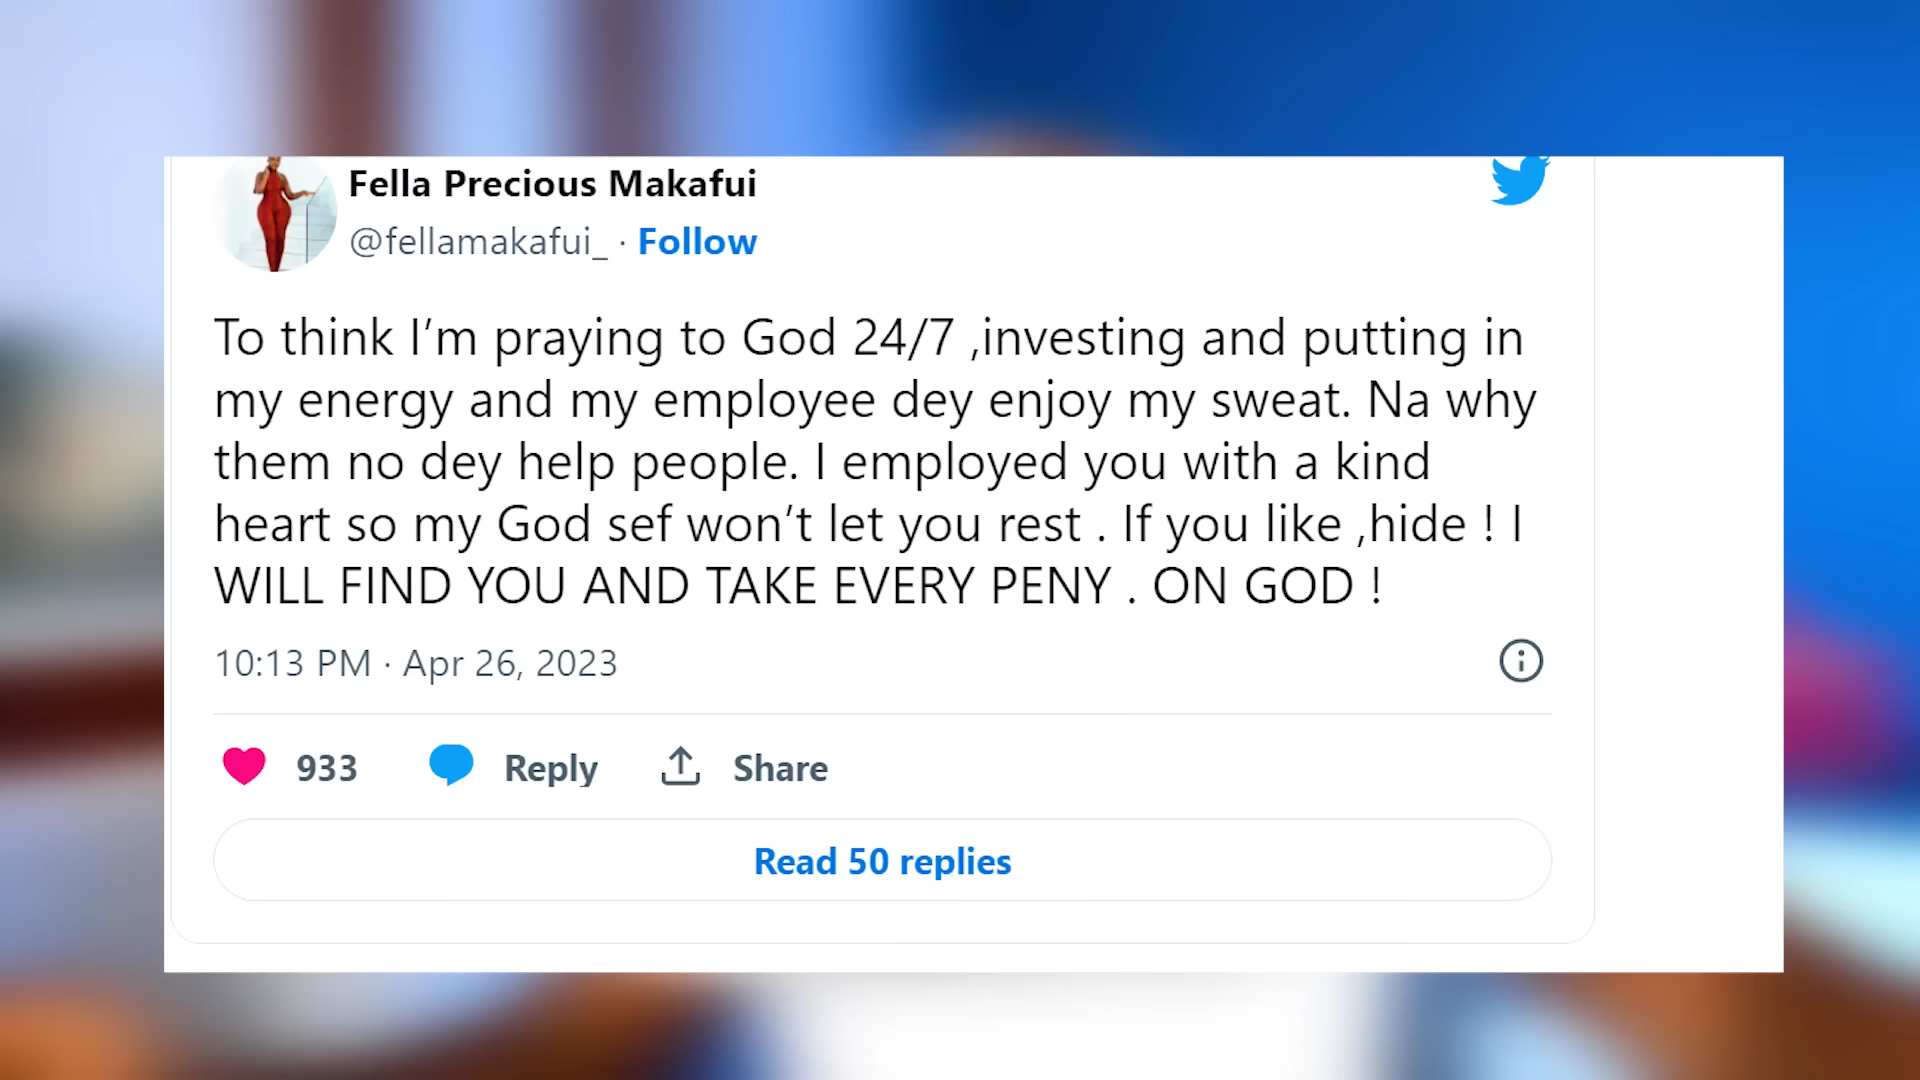 Fella Precious Makafui
@fellamakafui_ · Follow
To think I’m praying to God 24/7 ,investing and putting in
my energy and my employee dey enjoy my sweat. Na why
them no dey help people. I employed you with a kind
heart so my God sef won’t let you rest . If you like ,hide ! I
WILL FIND YOU AND TAKE EVERY PENY . ON GOD !
10:13 PM · Apr 26, 2023
933 Reply Share
Read 50 replies